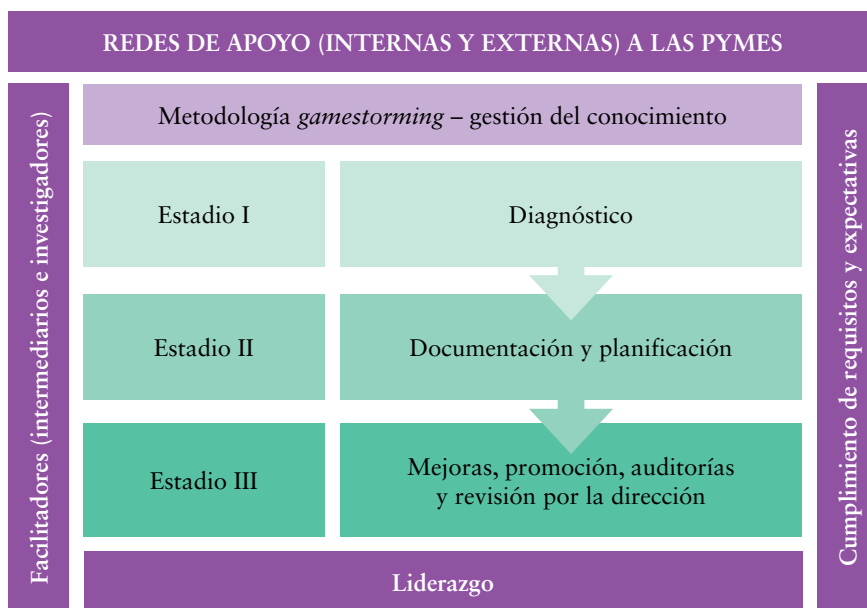 REDES DE APOYO (INTERNAS Y EXTERNAS) A LAS PYMES
Facilitadores (intermediarios e investigadores)
Metodología gamestorming – gestión del conocimiento
Estadio I
Diagnóstico
Estadio II
Documentación y planificación
Estadio III
Mejoras, promoción, auditorías
y revisión por la dirección
Liderazgo
Cumplimiento de requisitos y expectativas